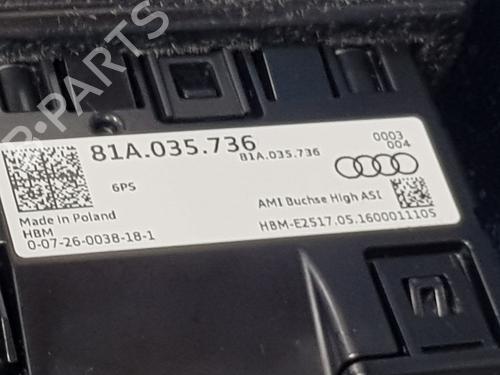 B-PARTS
81A.035.736
81A.035.736
0003
004
GPS
AMI Buchse High ASI
Made in Poland
HBM
0-07-26-0038-18-1
HBM-E2517.05.1600011105